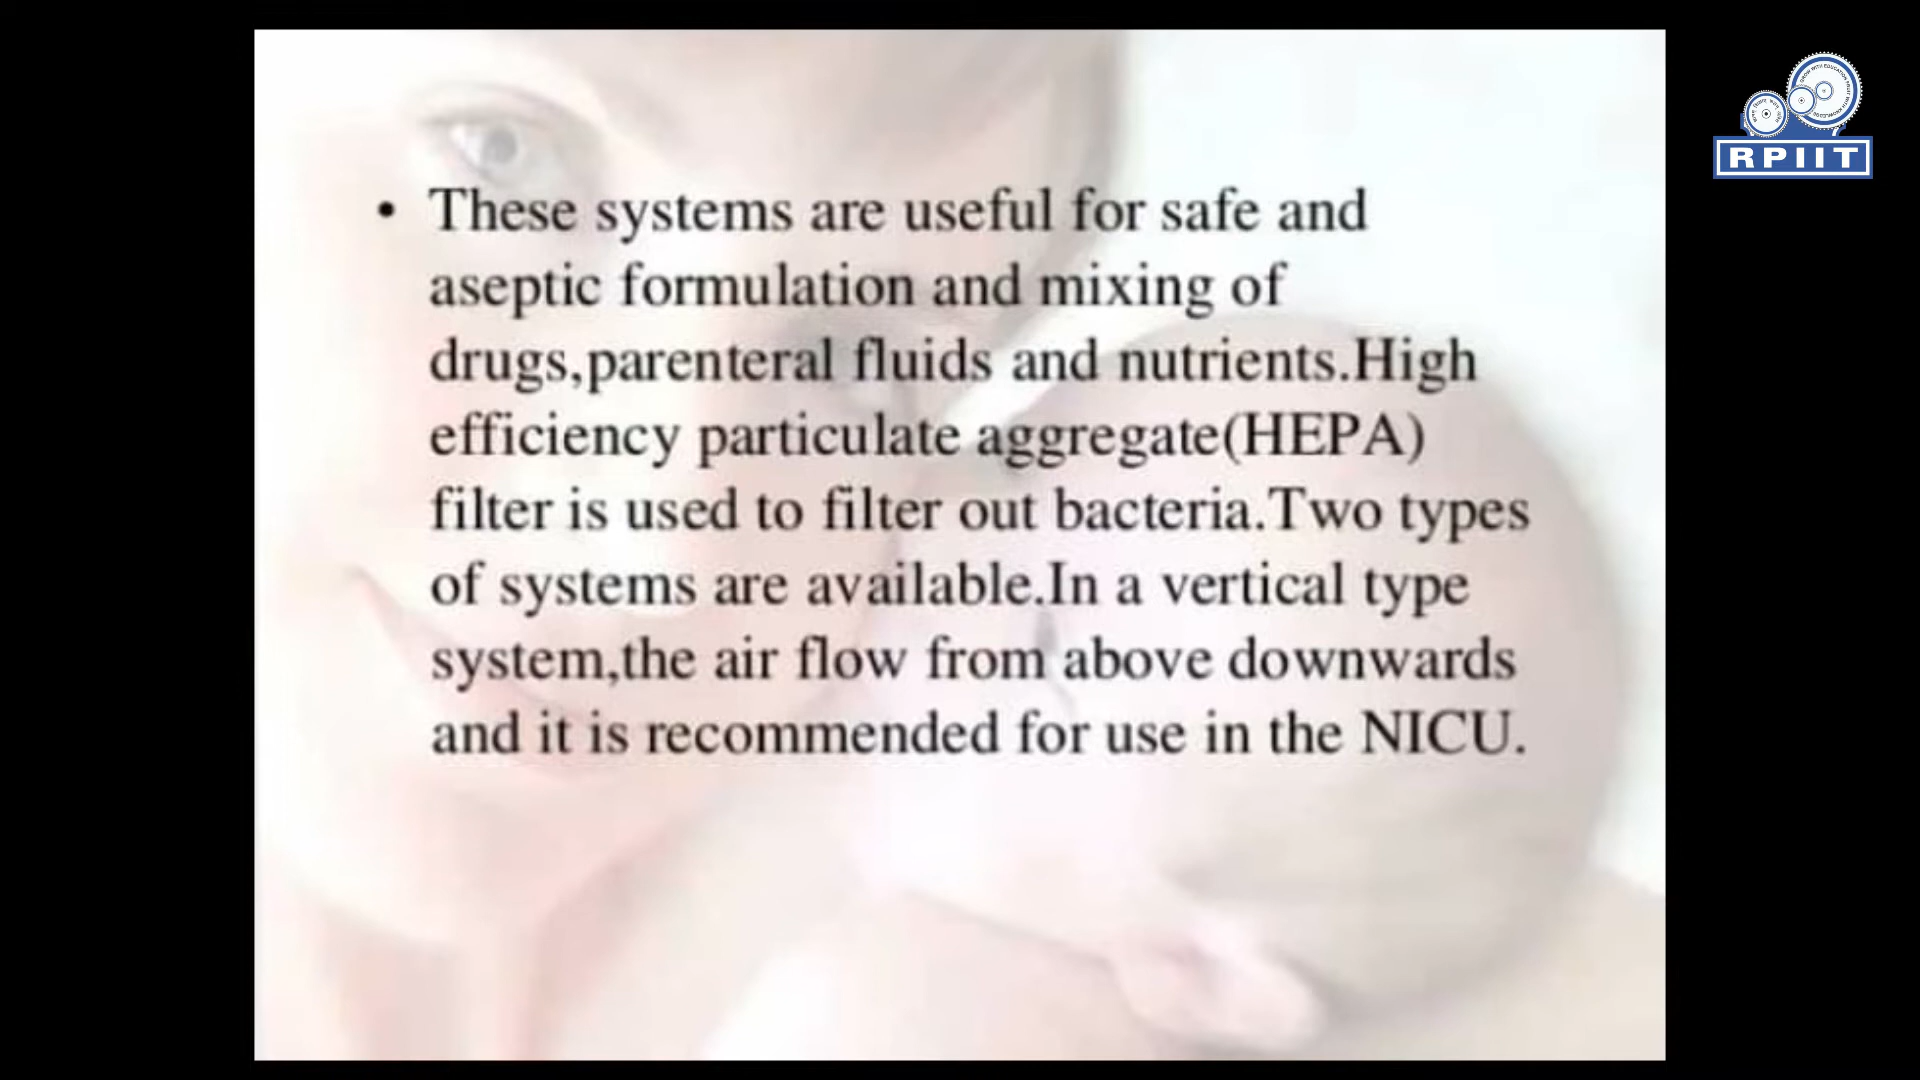 • These systems are useful for safe and
aseptic formulation and mixing of
drugs,parenteral fluids and nutrients.High
efficiency particulate aggregate(HEPA)
filter is used to filter out bacteria.Two types
of systems are available.In a vertical type
system,the air flow from above downwards
and it is recommended for use in the NICU.
RPIIT